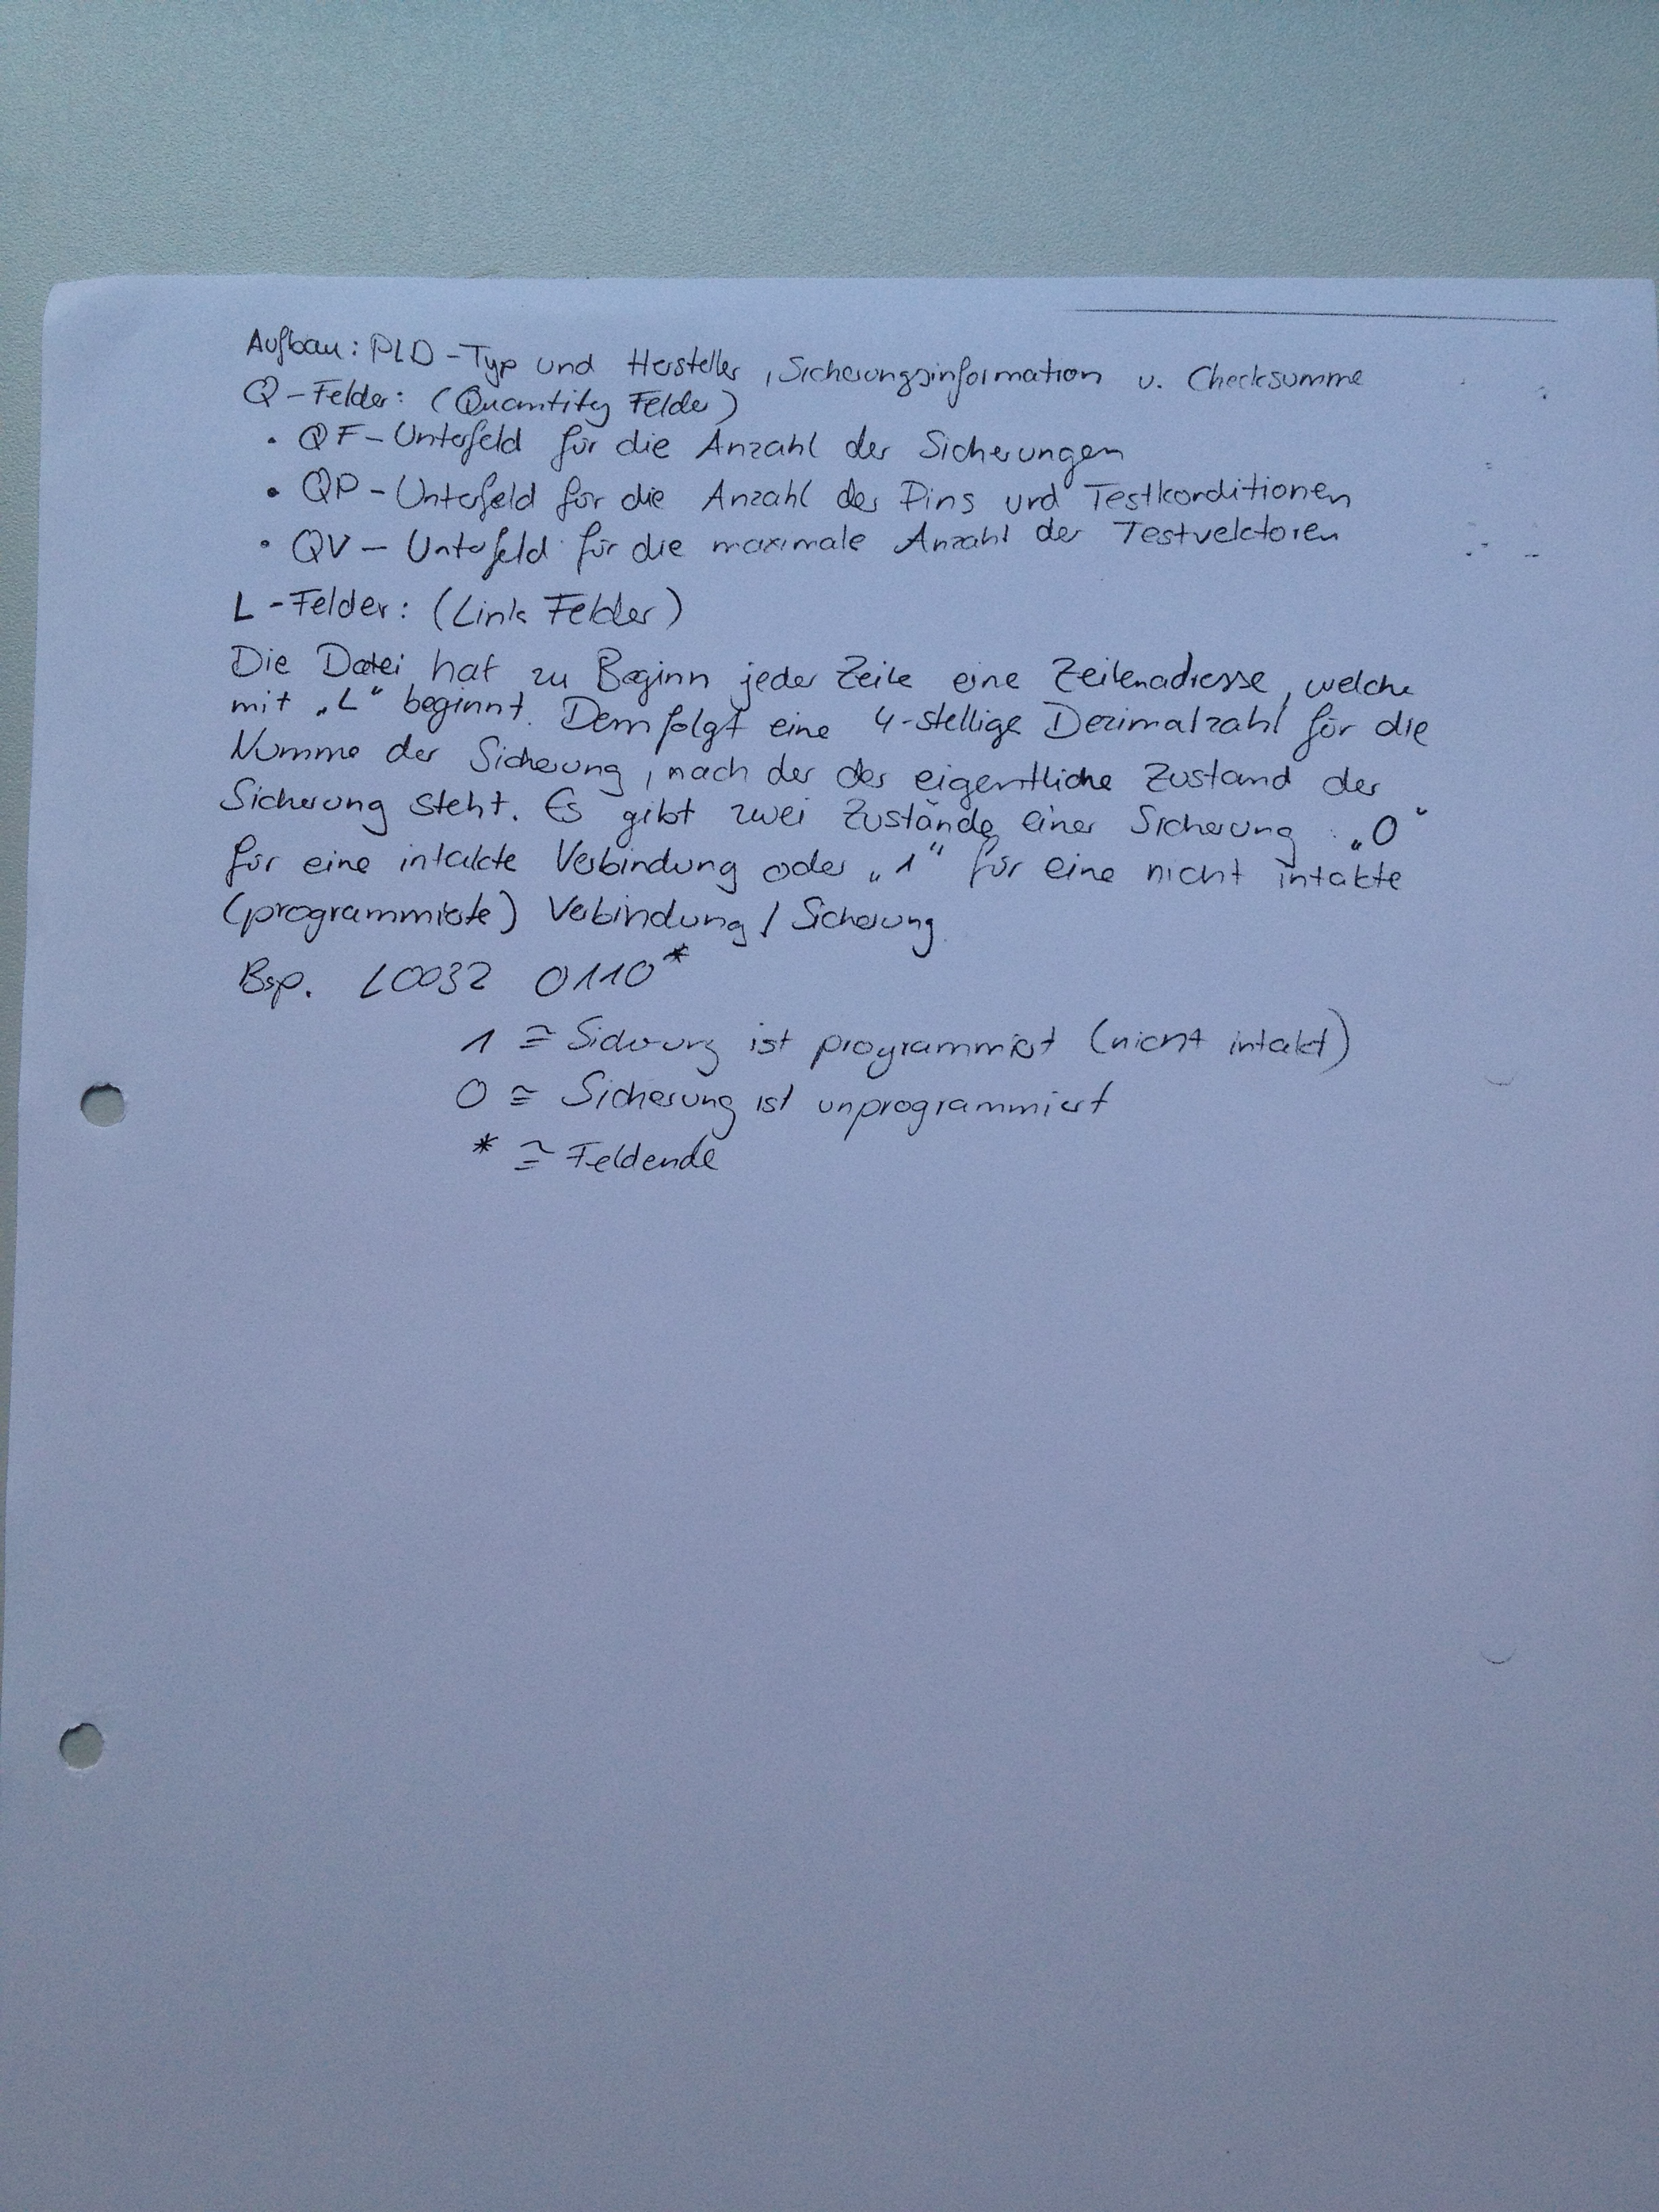 Aufbau: PLD-Typ und Hersteller, Sicherungsinformation u. Checksumme
Q-Felder: (Quantity Felder)
• QF-Unterfeld für die Anzahl der Sicherungen
• QP-Unterfeld für die Anzahl der Pins und Testkonditionen
• QV-Unterfeld für die maximale Anzahl der Testvektoren
L-Felder: (Link Felder)
Die Datei hat zu Beginn jeder Zeile eine Zeilenadresse, welche
mit „L“ beginnt. Dem folgt eine 4-stellige Dezimalzahl für die
Nummer der Sicherung, nach der der eigentliche Zustand der
Sicherung steht. Es gibt zwei Zustände einer Sicherung: „0“
für eine intakte Verbindung oder „1“ für eine nicht intakte
(programmierte) Verbindung / Sicherung.
Bsp. L0032 0110*
1 ≅ Sicherung ist programmiert (nicht intakt)
0 ≅ Sicherung ist unprogrammiert
* ≅ Feldende